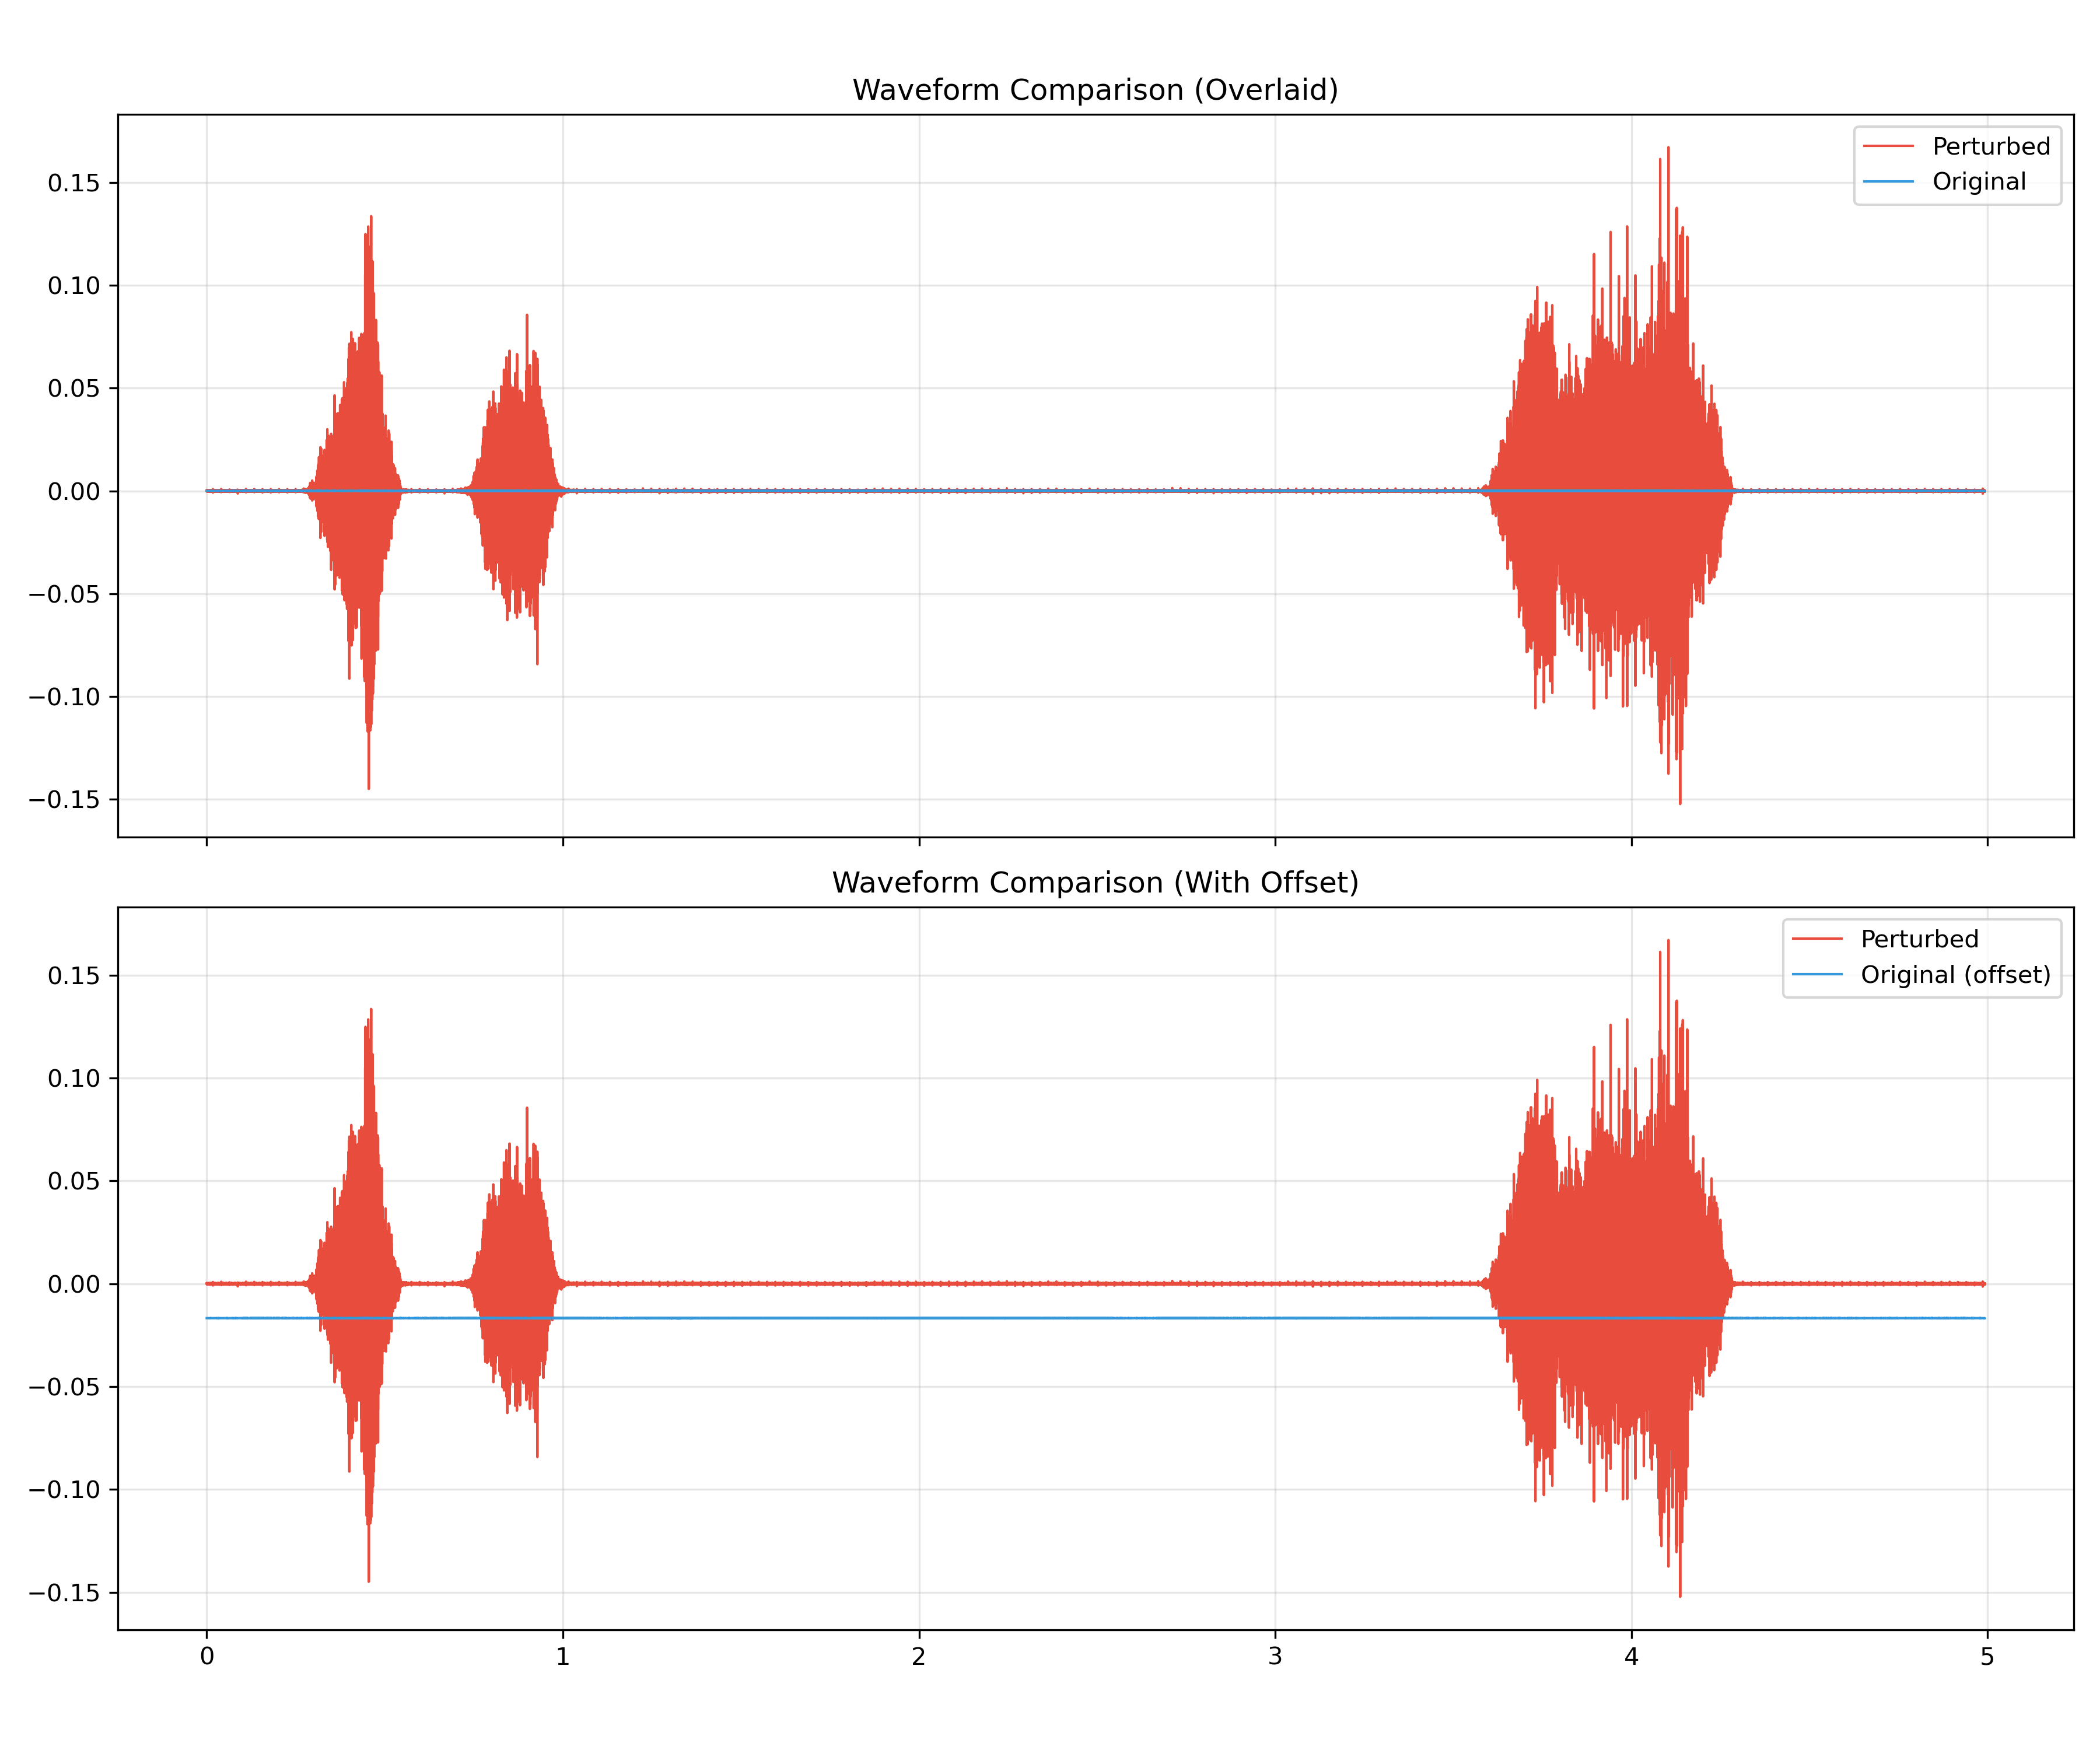 Waveform Comparison (Overlaid)
Perturbed
Original
0.15
0.10
0.05
0.00
−0.05
−0.10
−0.15
Waveform Comparison (With Offset)
Perturbed
Original (offset)
0.15
0.10
0.05
0.00
−0.05
−0.10
−0.15
0 1 2 3 4 5